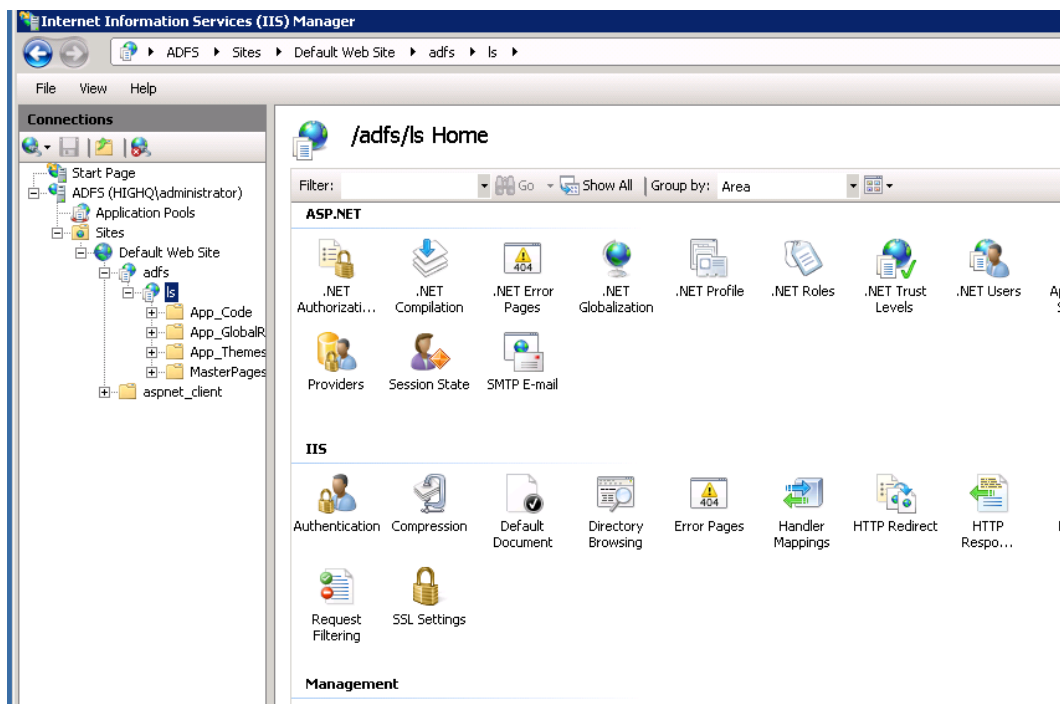 Internet Information Services (IIS) Manager
ADFS Sites Default Web Site adfs ls
File View Help
Connections
Start Page
ADFS (HIGHQ\administrator)
Application Pools
Sites
Default Web Site
adfs
ls
App_Code
App_GlobalR
App_Themes
MasterPages
aspnet_client
/adfs/ls Home
Filter: Go Show All Group by: Area
ASP.NET
.NET Authorizati...
.NET Compilation
.NET Error Pages
404
.NET Globalization
.NET Profile
.NET Roles
.NET Trust Levels
.NET Users
Providers
Session State
SMTP E-mail
IIS
Authentication
Compression
Default Document
Directory Browsing
Error Pages
404
Handler Mappings
HTTP Redirect
HTTP Respo...
Request Filtering
SSL Settings
Management